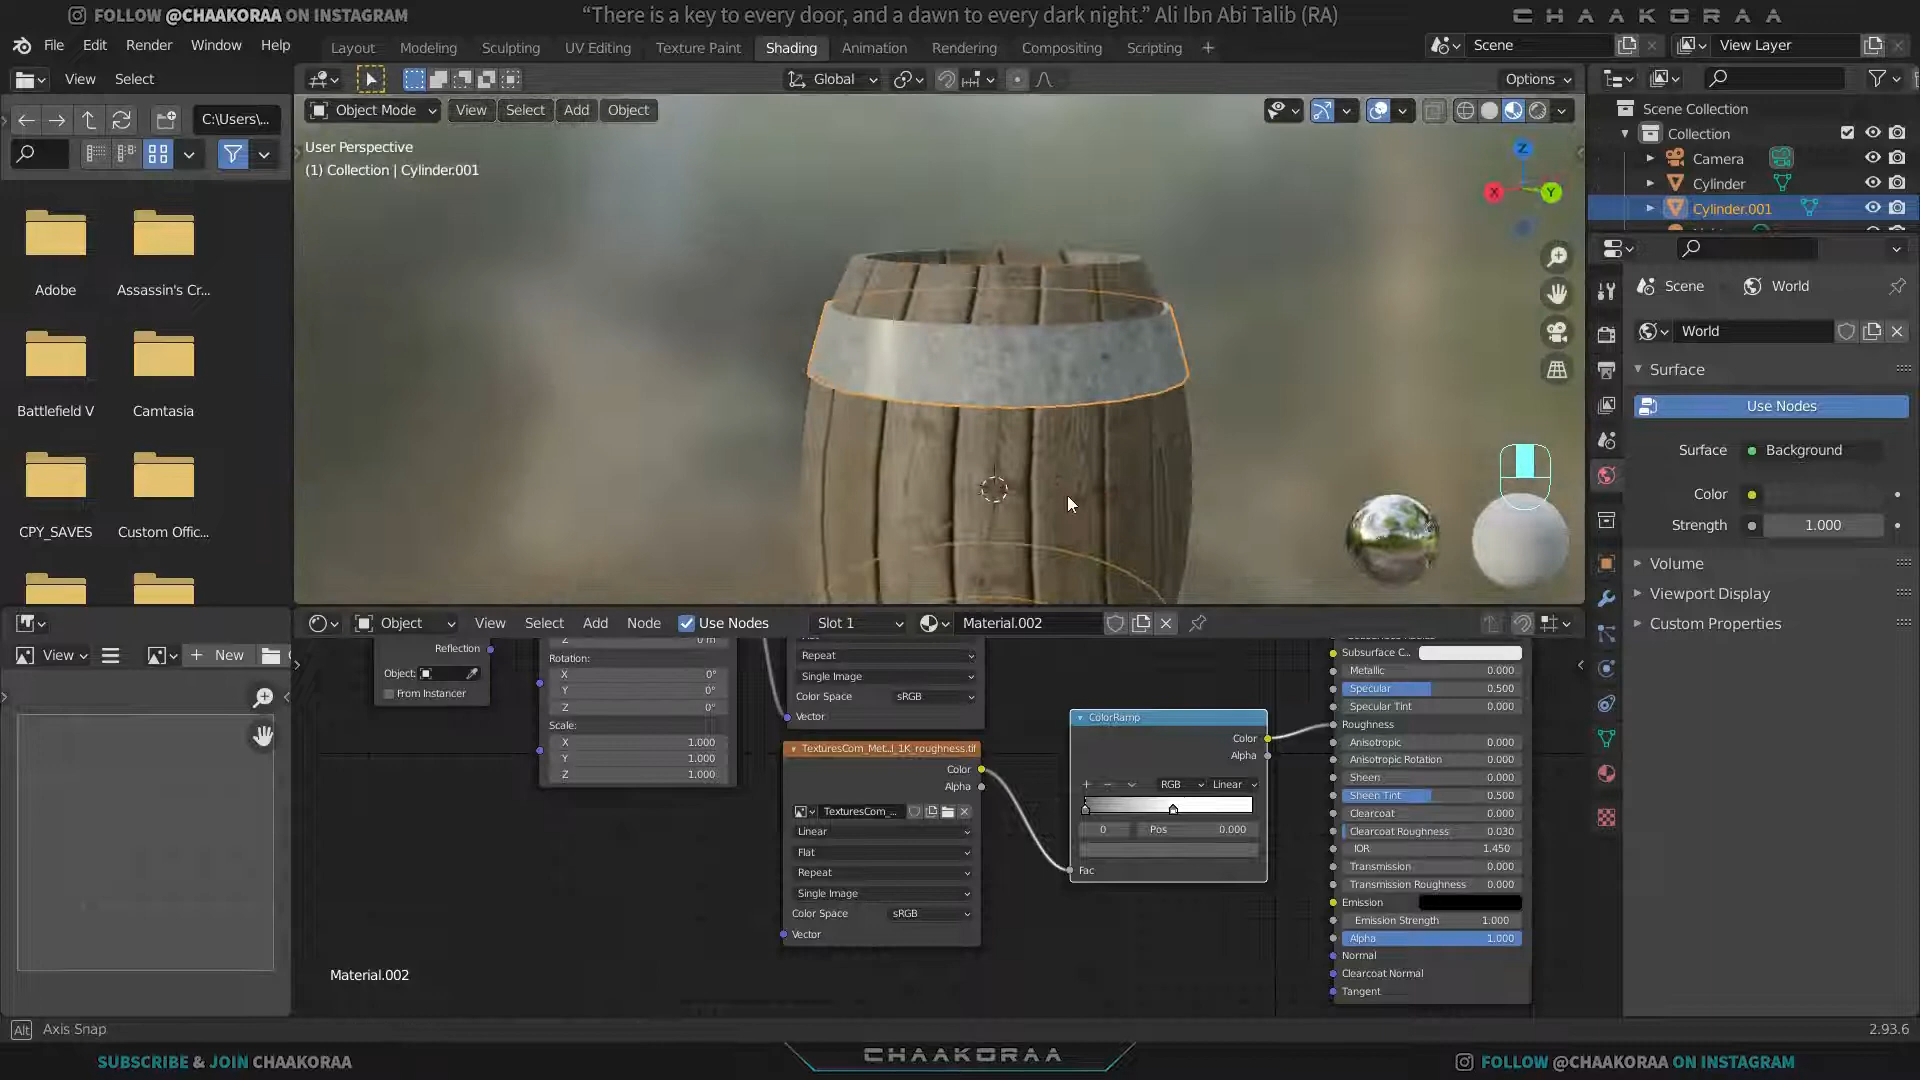 FOLLOW @CHAAKORAA ON INSTAGRAM
“There is a key to every door, and a dawn to every dark night.” Ali Ibn Abi Talib (RA)
CHAAKORAA
File Edit Render Window Help
Layout Modeling Sculpting UV Editing Texture Paint Shading Animation Rendering Compositing Scripting +
Scene
View Layer
View Select
Global
Options
C:\Users\...
Object Mode View Select Add Object
User Perspective
(1) Collection | Cylinder.001
Z
X
Y
Adobe
Assassin's Cr...
Battlefield V
Camtasia
CPY_SAVES
Custom Offic...
Scene Collection
Collection
Camera
Cylinder
Cylinder.001
Scene World
World
Surface
Use Nodes
Surface Background
Color
Strength 1.000
Volume
Viewport Display
Custom Properties
Object View Select Add Node Use Nodes Slot 1 Material.002
View + New
Reflection
Object:
From Instancer
Z 0 m
Rotation:
X 0°
Y 0°
Z 0°
Scale:
X 1.000
Y 1.000
Z 1.000
Repeat
Single Image
Color Space sRGB
Vector
TexturesCom_Met...l_1K_roughness.tif
Color
Alpha
TexturesCom_...
Linear
Flat
Repeat
Single Image
Color Space sRGB
Vector
ColorRamp
Color
Alpha
+ − RGB Linear
0 Pos 0.000
Fac
Subsurface C...
Metallic 0.000
Specular 0.500
Specular Tint 0.000
Roughness
Anisotropic 0.000
Anisotropic Rotation 0.000
Sheen 0.000
Sheen Tint 0.500
Clearcoat 0.000
Clearcoat Roughness 0.030
IOR 1.450
Transmission 0.000
Transmission Roughness 0.000
Emission
Emission Strength 1.000
Alpha 1.000
Normal
Clearcoat Normal
Tangent
Material.002
Alt Axis Snap
2.93.6
SUBSCRIBE & JOIN CHAAKORAA
CHAAKORAA
FOLLOW @CHAAKORAA ON INSTAGRAM